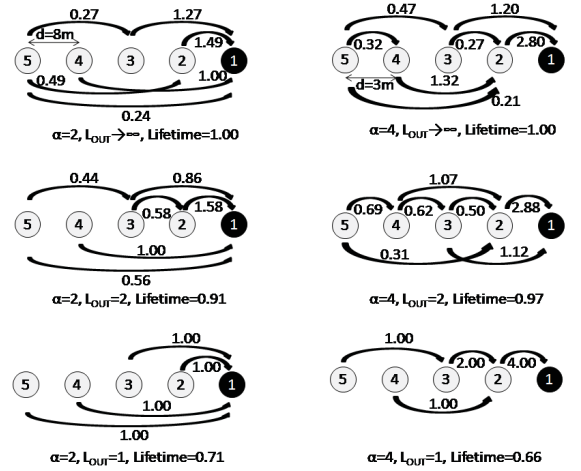 0.27 1.27
d=8m 1.49
5 4 3 2 1
0.49 1.00
0.24
α=2, LOUT→∞, Lifetime=1.00
0.47 1.20
0.32 0.27 2.80
5 4 3 2 1
d=3m 1.32
0.21
α=4, LOUT→∞, Lifetime=1.00
0.44 0.86
0.58 1.58
5 4 3 2 1
1.00
0.56
α=2, LOUT=2, Lifetime=0.91
1.07
0.69 0.62 0.50 2.88
5 4 3 2 1
0.31 1.12
α=4, LOUT=2, Lifetime=0.97
1.00
1.00
5 4 3 2 1
1.00
1.00
α=2, LOUT=1, Lifetime=0.71
1.00
2.00 4.00
5 4 3 2 1
1.00
α=4, LOUT=1, Lifetime=0.66